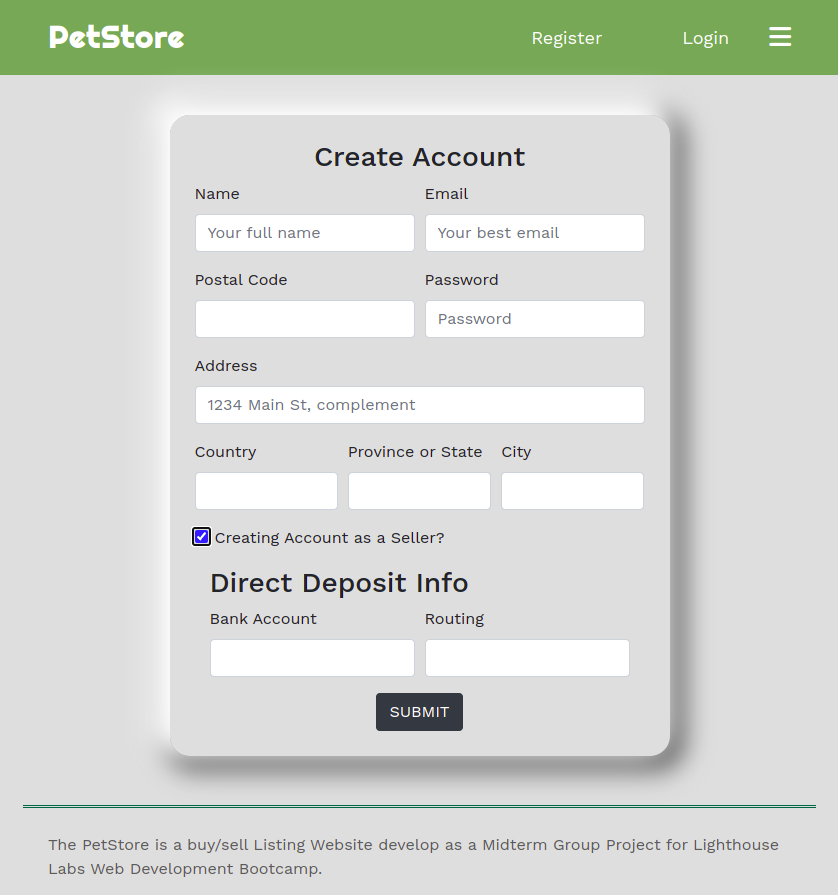 PetStore
Register Login
Create Account
Name Email
Your full name Your best email
Postal Code Password
Password
Address
1234 Main St, complement
Country Province or State City
Creating Account as a Seller?
Direct Deposit Info
Bank Account Routing
SUBMIT
The PetStore is a buy/sell Listing Website develop as a Midterm Group Project for Lighthouse
Labs Web Development Bootcamp.